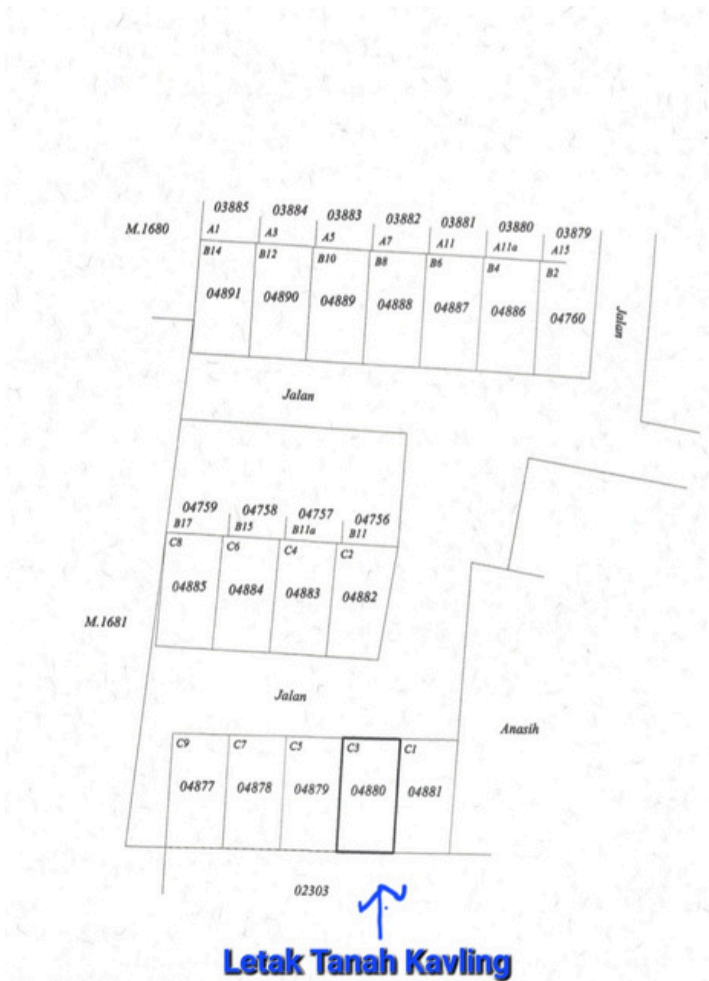 03885 03884 03883 03882 03881 03880 03879
M.1680 A1 A3 A5 A7 A11 A11a A15
B14 B12 B10 B8 B6 B4 B2
04891 04890 04889 04888 04887 04886 04760
Jalan
Jalan
04759 04758 04757 04756
B17 B15 B11a B11
C8 C6 C4 C2
04885 04884 04883 04882
M.1681
Jalan
Anasih
C9 C7 C5 C3 C1
04877 04878 04879 04880 04881
02303
Letak Tanah Kavling